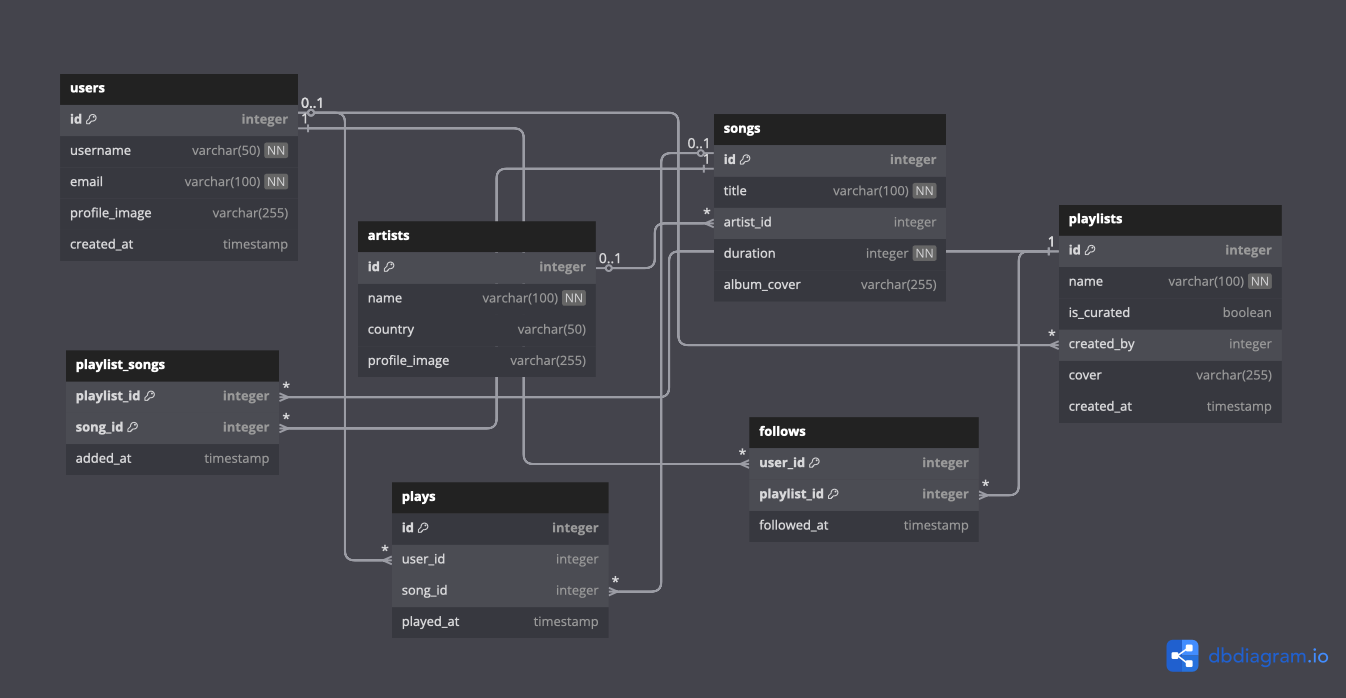 users
id integer
username varchar(50) NN
email varchar(100) NN
profile_image varchar(255)
created_at timestamp
0..1
1
artists
id integer
name varchar(100) NN
country varchar(50)
profile_image varchar(255)
0..1
songs
id integer
title varchar(100) NN
artist_id integer
duration integer NN
album_cover varchar(255)
0..1
1
*
playlists
id integer
name varchar(100) NN
is_curated boolean
created_by integer
cover varchar(255)
created_at timestamp
1
*
playlist_songs
playlist_id integer
song_id integer
added_at timestamp
*
*
plays
id integer
user_id integer
song_id integer
played_at timestamp
*
*
follows
user_id integer
playlist_id integer
followed_at timestamp
*
*
dbdiagram.io